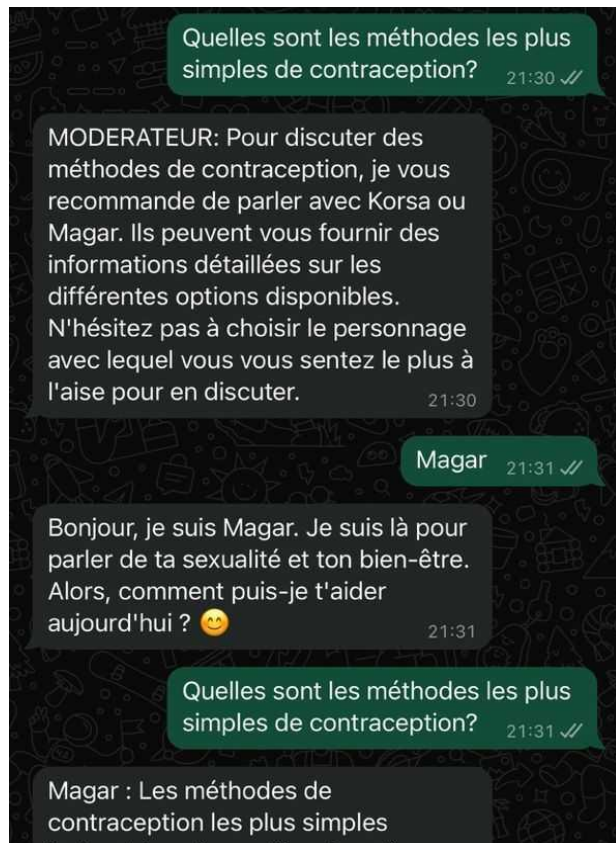 Quelles sont les méthodes les plus
simples de contraception?
21:30
MODERATEUR: Pour discuter des
méthodes de contraception, je vous
recommande de parler avec Korsa ou
Magar. Ils peuvent vous fournir des
informations détaillées sur les
différentes options disponibles.
N'hésitez pas à choisir le personnage
avec lequel vous vous sentez le plus à
l'aise pour en discuter.
21:30
Magar
21:31
Bonjour, je suis Magar. Je suis là pour
parler de ta sexualité et ton bien-être.
Alors, comment puis-je t'aider
aujourd'hui ? 😊
21:31
Quelles sont les méthodes les plus
simples de contraception?
21:31
Magar : Les méthodes de
contraception les plus simples